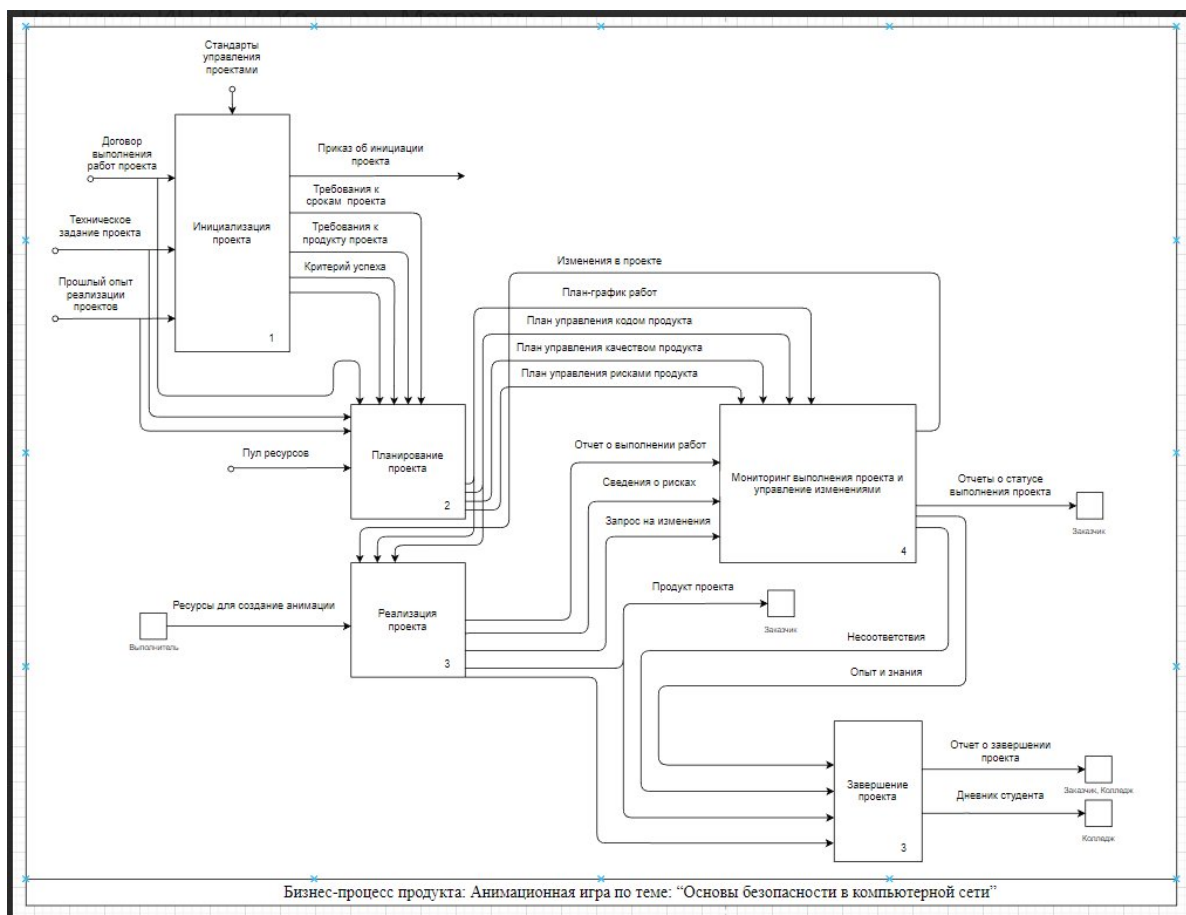 Стандарты
управления
проектами
Договор
выполнения
работ проекта
Приказ об инициации
проекта
Требования к
срокам проекта
Техническое
задание проекта
Инициализация
проекта
Требования к
продукту проекта
Критерий успеха
Прошлый опыт
реализации
проектов
1
Изменения в проекте
План-график работ
План управления кодом продукта
План управления качеством продукта
План управления рисками продукта
Пул ресурсов
Планирование
проекта
2
Отчет о выполнении работ
Сведения о рисках
Запрос на изменения
Мониторинг выполнения проекта и
управление изменениями
4
Отчеты о статусе
выполнения проекта
Заказчик
Ресурсы для создание анимации
Выполнитель
Реализация
проекта
3
Продукт проекта
Заказчик
Несоответствия
Опыт и знания
Завершение
проекта
3
Отчет о завершении
проекта
Заказчик, Колледж
Дневник студента
Колледж
Бизнес-процесс продукта: Анимационная игра по теме: “Основы безопасности в компьютерной сети”